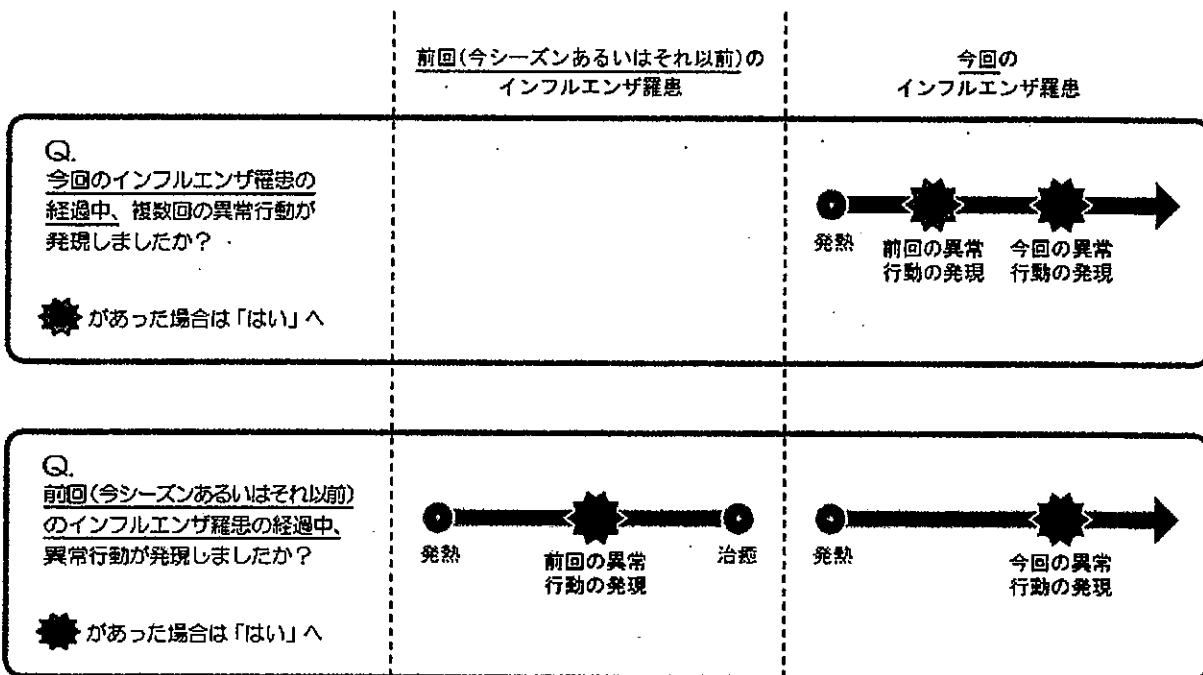 前回(今シーズンあるいはそれ以前)の
インフルエンザ羅患
今回の
インフルエンザ羅患
Q.
今回のインフルエンザ罹患の
経過中、複数回の異常行動が
発現しましたか？
があった場合は「はい」へ
発熱
前回の異常
行動の発現
今回の異常
行動の発現
Q.
前回(今シーズンあるいはそれ以前)
のインフルエンザ羅患の経過中、
異常行動が発現しましたか？
があった場合は「はい」へ
発熱
前回の異常
行動の発現
治癒
発熱
今回の異常
行動の発現